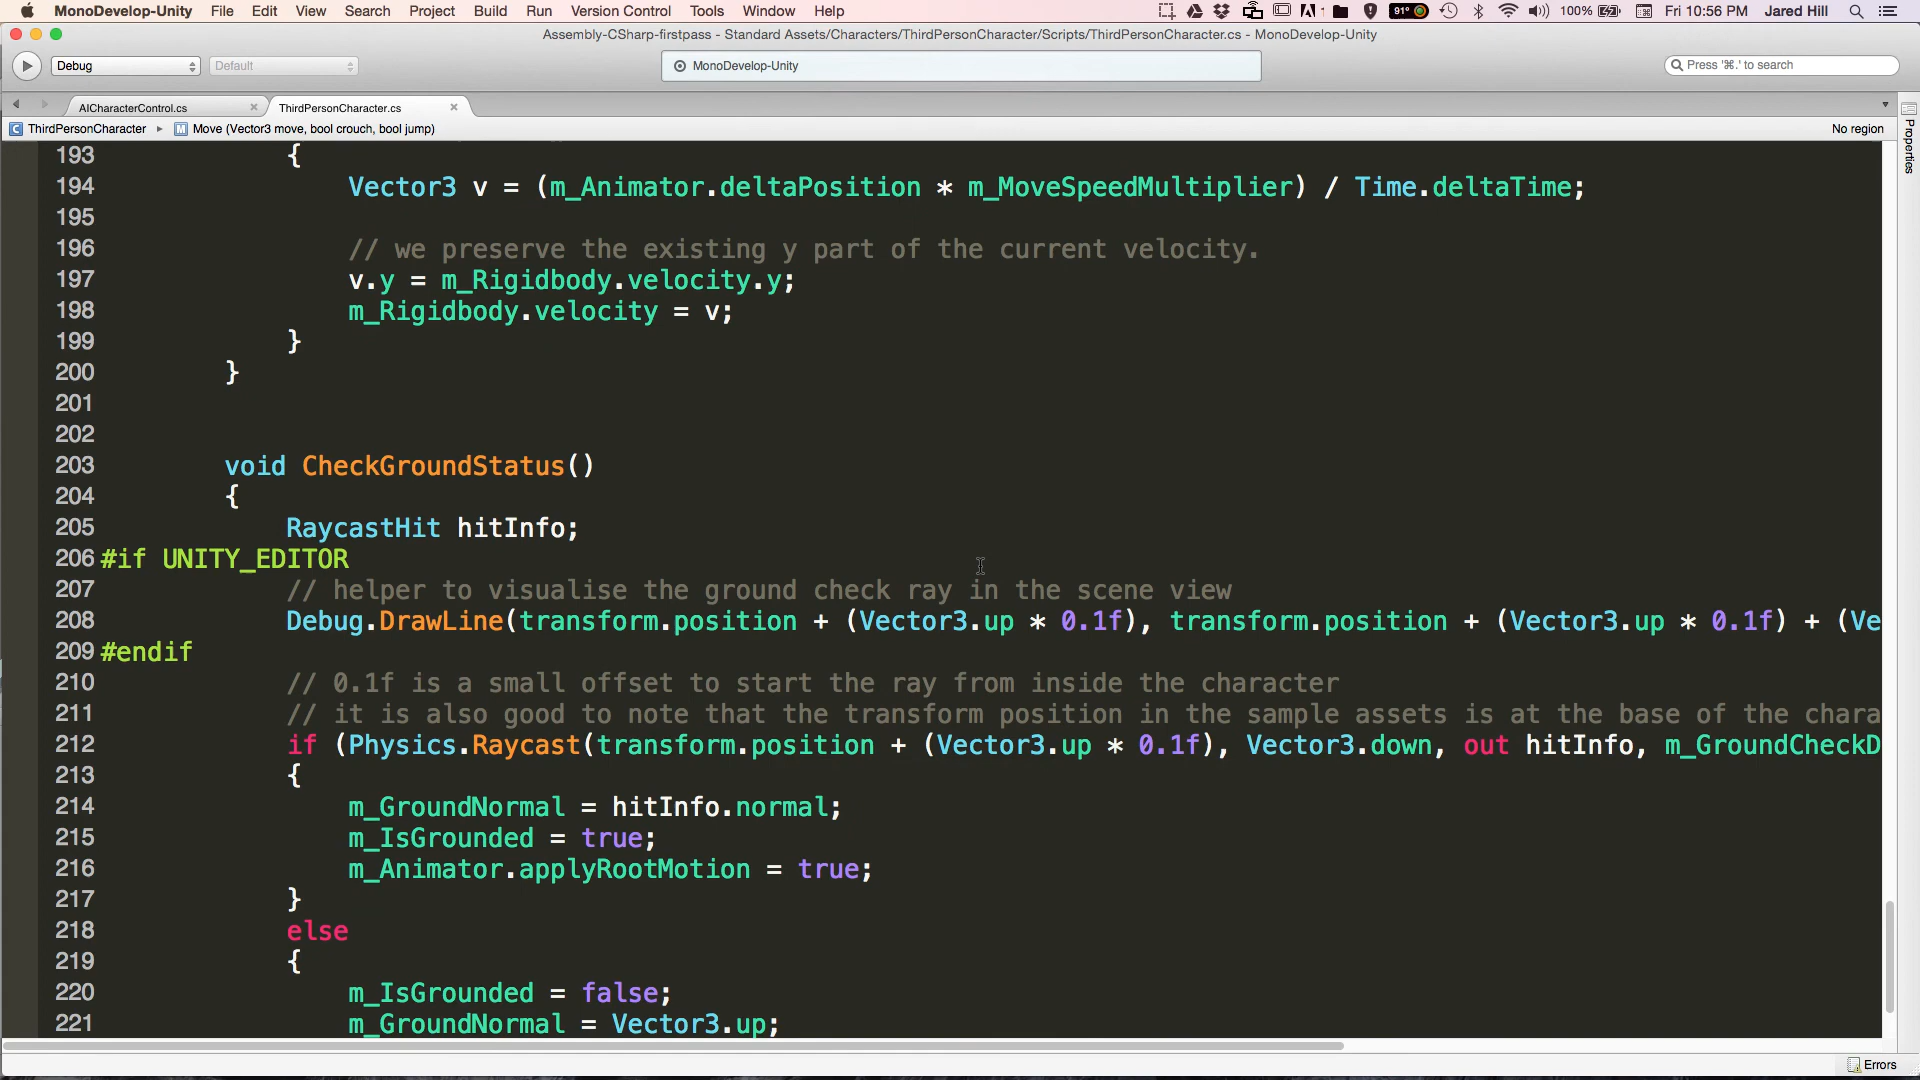 MonoDevelop-Unity File Edit View Search Project Build Run Version Control Tools Window Help 91° 100% Fri 10:56 PM Jared Hill
Assembly-CSharp-firstpass - Standard Assets/Characters/ThirdPersonCharacter/Scripts/ThirdPersonCharacter.cs - MonoDevelop-Unity
Debug Default MonoDevelop-Unity Press '⌘.' to search
AICharacterControl.cs ThirdPersonCharacter.cs
ThirdPersonCharacter Move (Vector3 move, bool crouch, bool jump) No region
Properties
193 {
194 Vector3 v = (m_Animator.deltaPosition * m_MoveSpeedMultiplier) / Time.deltaTime;
195
196 // we preserve the existing y part of the current velocity.
197 v.y = m_Rigidbody.velocity.y;
198 m_Rigidbody.velocity = v;
199 }
200 }
201
202
203 void CheckGroundStatus()
204 {
205 RaycastHit hitInfo;
206 #if UNITY_EDITOR
207 // helper to visualise the ground check ray in the scene view
208 Debug.DrawLine(transform.position + (Vector3.up * 0.1f), transform.position + (Vector3.up * 0.1f) + (Ve
209 #endif
210 // 0.1f is a small offset to start the ray from inside the character
211 // it is also good to note that the transform position in the sample assets is at the base of the chara
212 if (Physics.Raycast(transform.position + (Vector3.up * 0.1f), Vector3.down, out hitInfo, m_GroundCheckD
213 {
214 m_GroundNormal = hitInfo.normal;
215 m_IsGrounded = true;
216 m_Animator.applyRootMotion = true;
217 }
218 else
219 {
220 m_IsGrounded = false;
221 m_GroundNormal = Vector3.up;
Errors